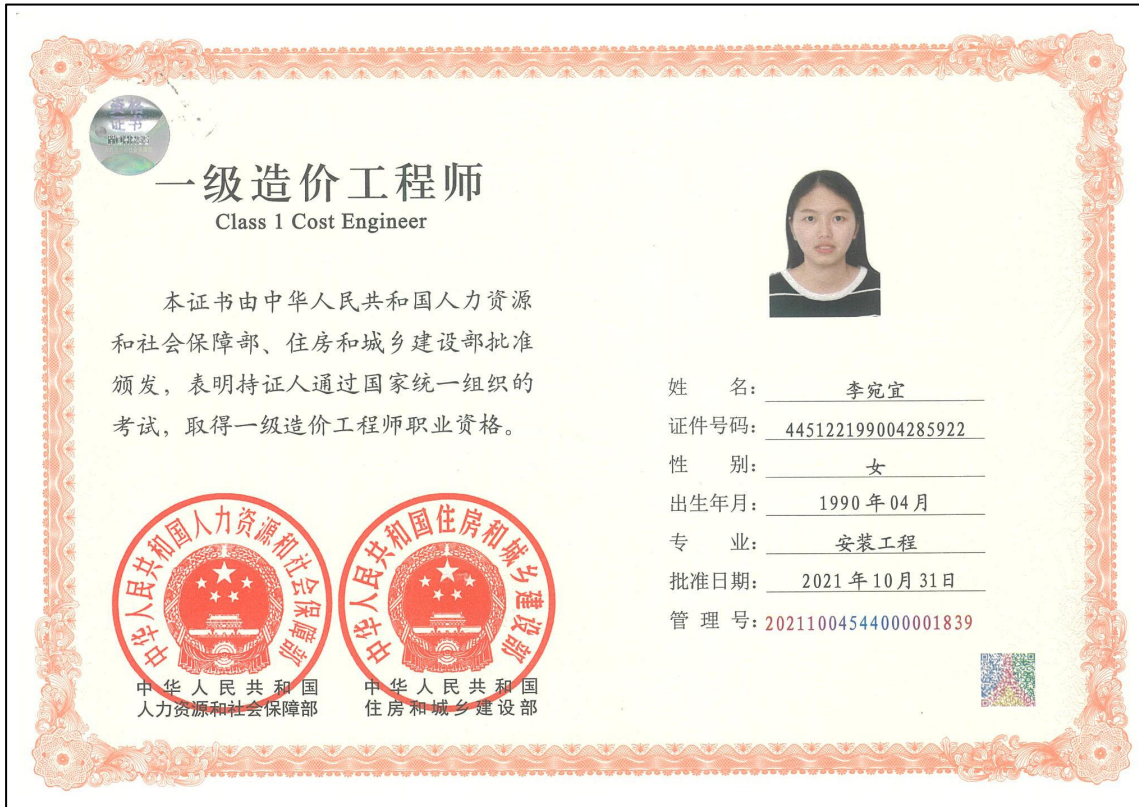 资格
证书
一级造价工程师
Class 1 Cost Engineer
本证书由中华人民共和国人力资源
和社会保障部、住房和城乡建设部批准
颁发，表明持证人通过国家统一组织的
考试，取得一级造价工程师职业资格。
中华人民共和国人力资源和社会保障部
中华人民共和国
人力资源和社会保障部
中华人民共和国住房和城乡建设部
中华人民共和国
住房和城乡建设部
姓 名： 李宛宜
证件号码： 445122199004285922
性 别： 女
出生年月： 1990年04月
专 业： 安装工程
批准日期： 2021年10月31日
管 理 号：20211004544000001839